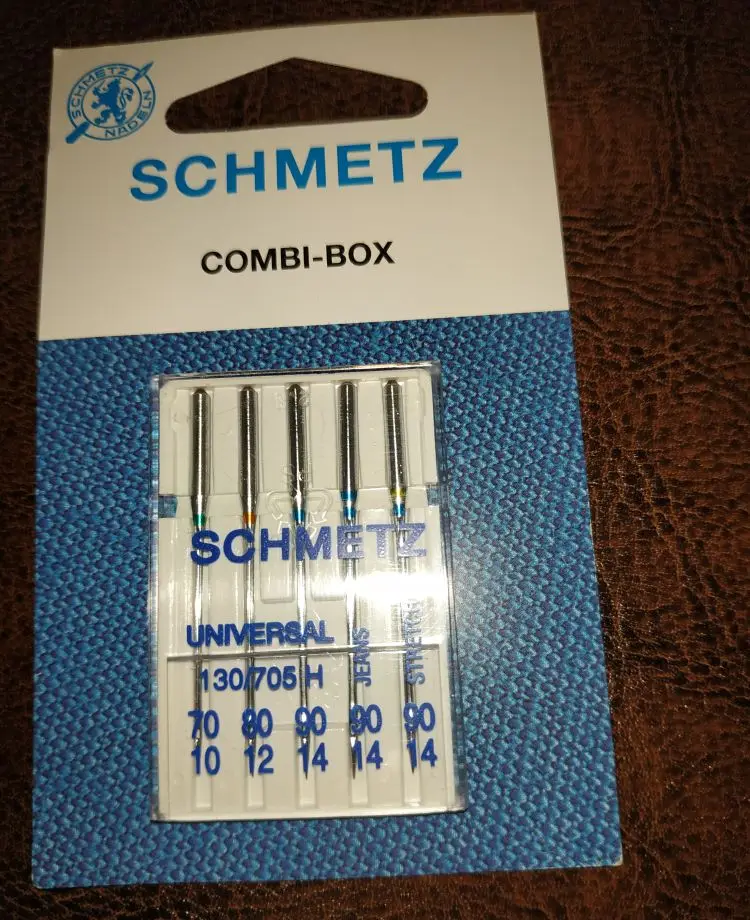 SCHMETZ
NADELN
SCHMETZ
COMBI-BOX
SCHMETZ
UNIVERSAL
130/705 H
JEANS
STRETCH
70 80 90 90 90
10 12 14 14 14